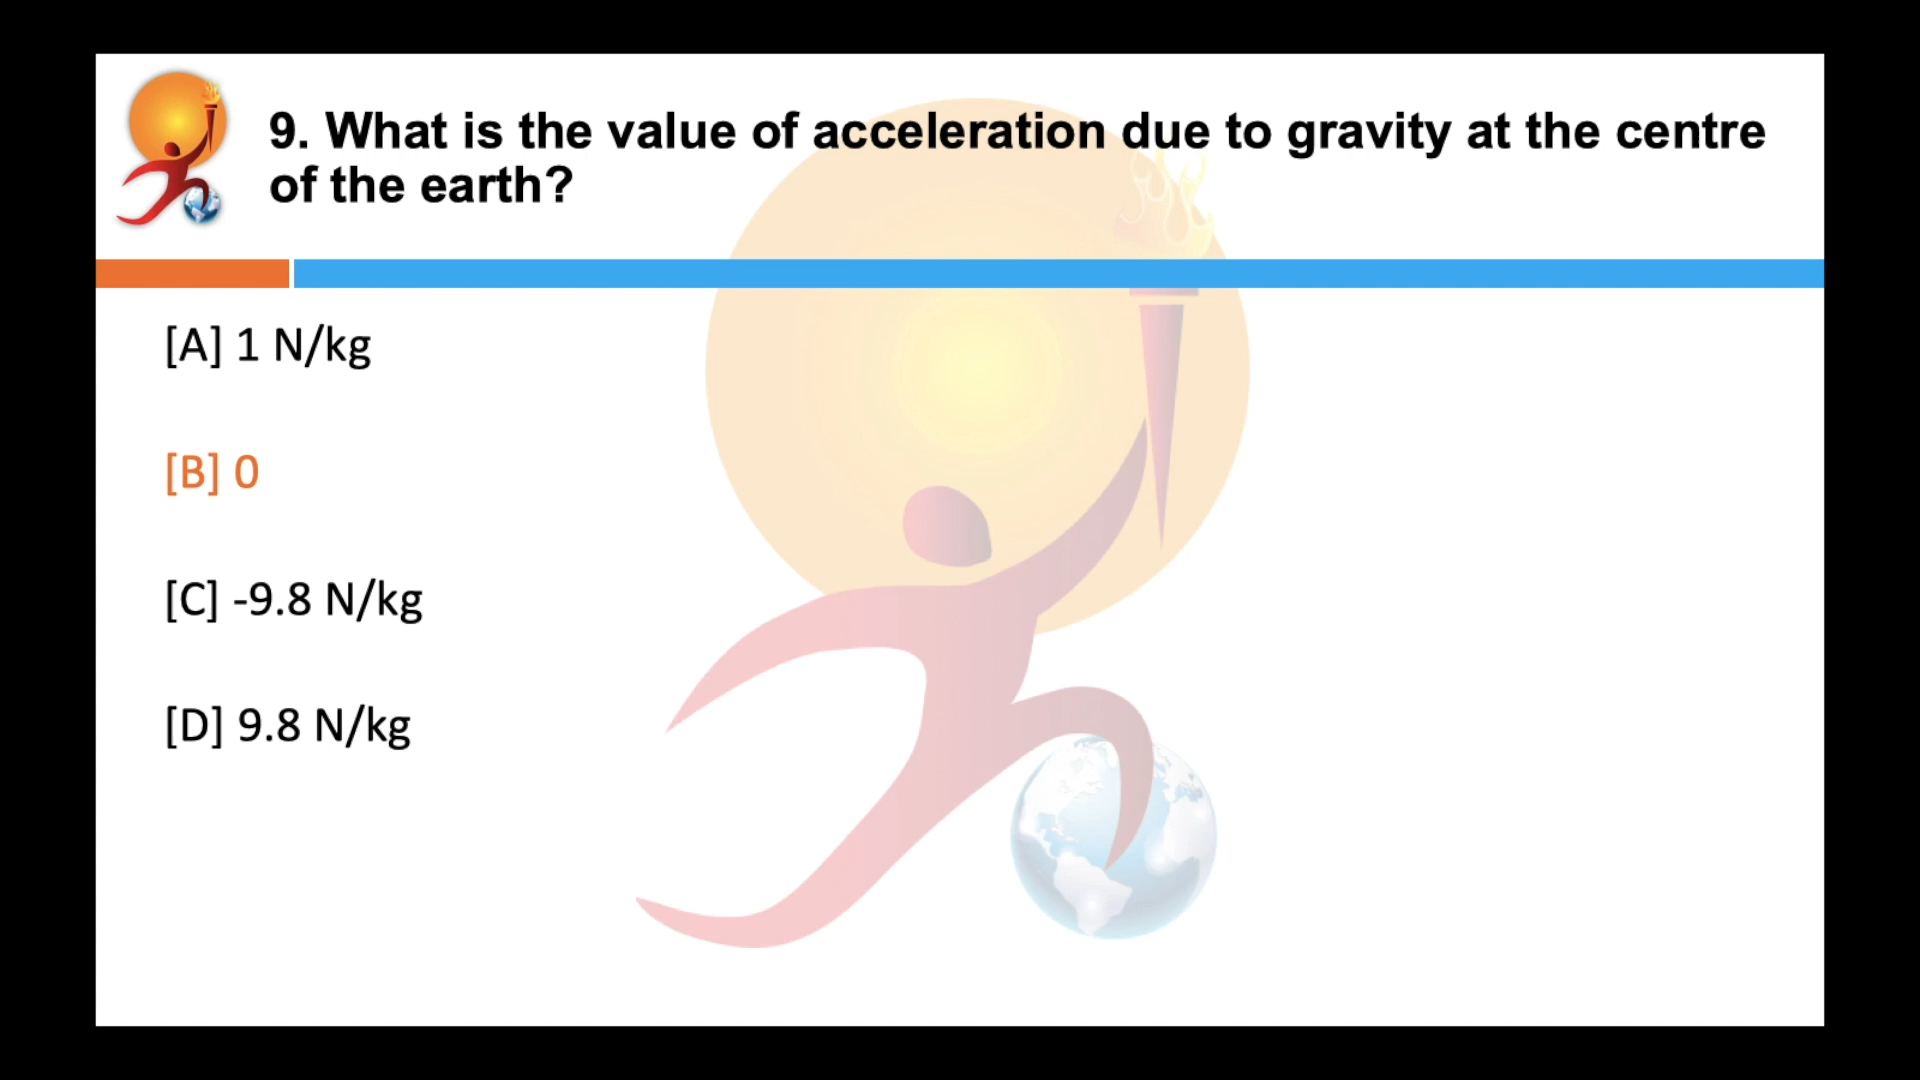 9. What is the value of acceleration due to gravity at the centre
of the earth?
[A] 1 N/kg
[B] 0
[C] -9.8 N/kg
[D] 9.8 N/kg